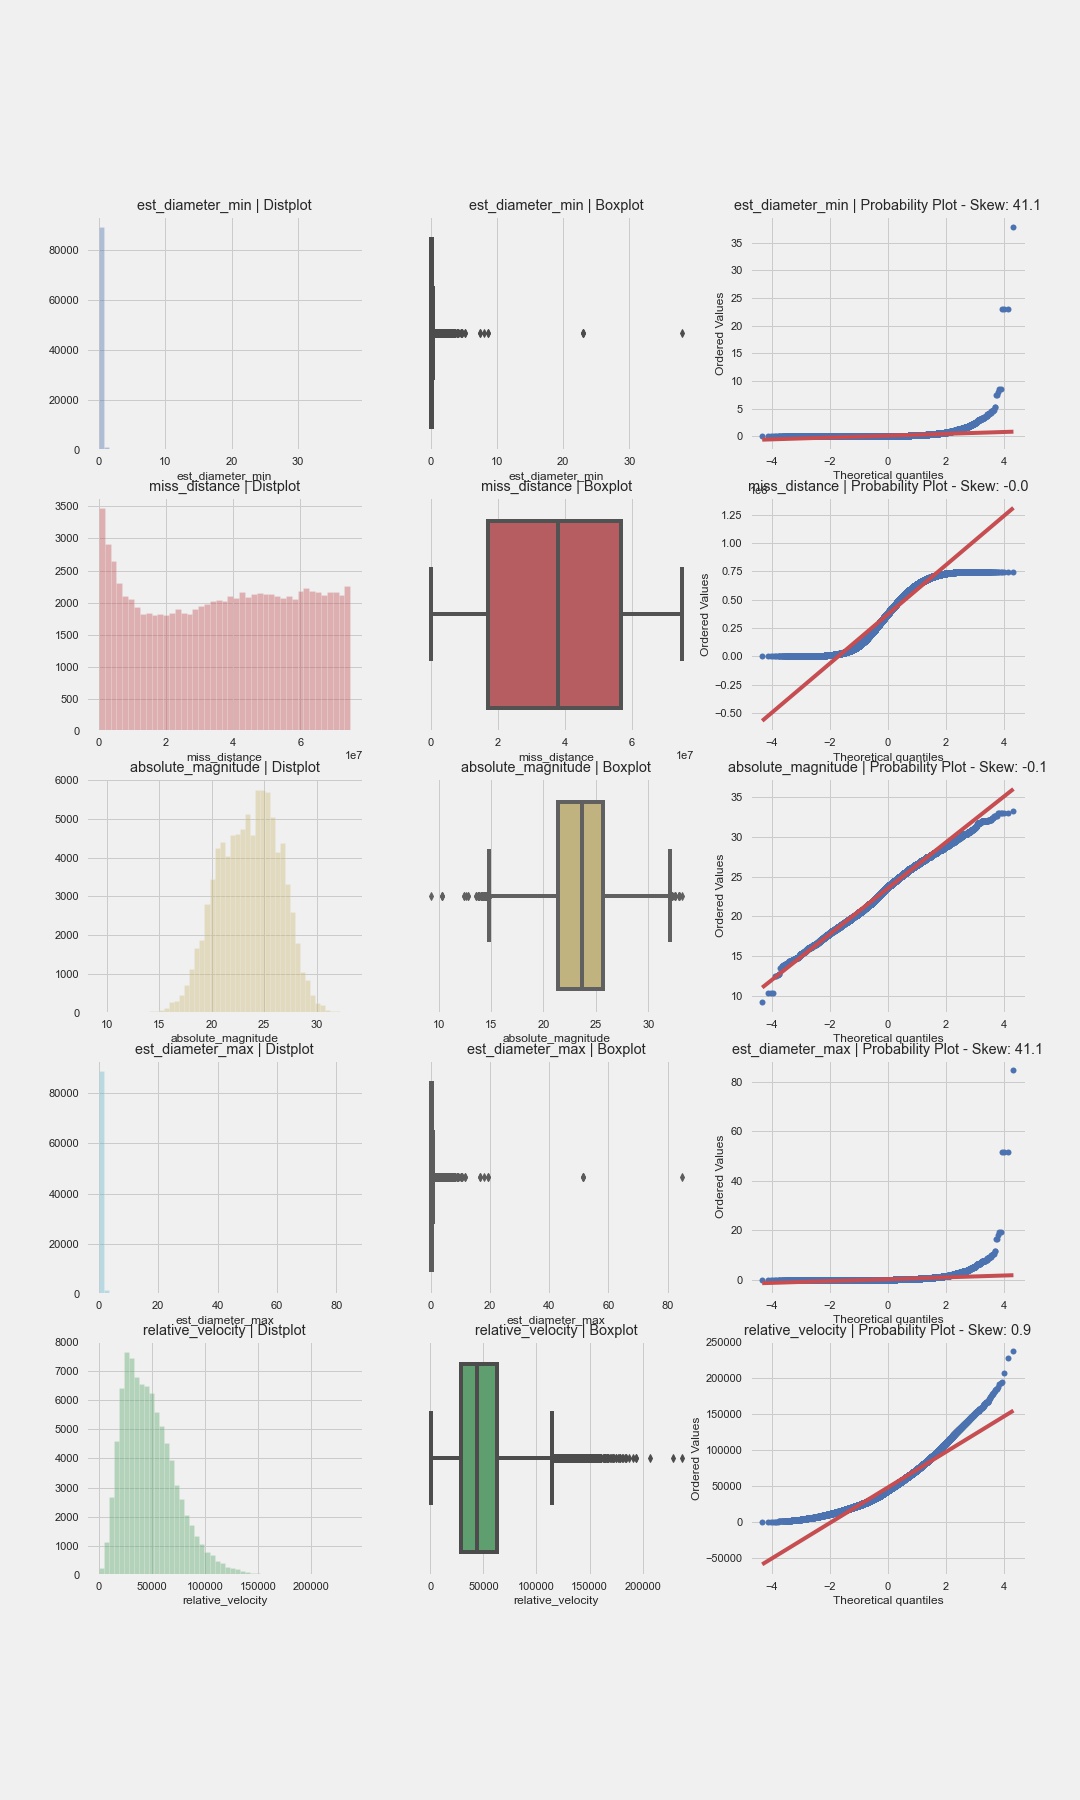 est_diameter_min | Distplot
80000
60000
40000
20000
0
0 10 20 30
est_diameter_min
est_diameter_min | Boxplot
0 10 20 30
est_diameter_min
est_diameter_min | Probability Plot - Skew: 41.1
Ordered Values
35
30
25
20
15
10
5
0
−4 −2 0 2 4
Theoretical quantiles
miss_distance | Distplot
3500
3000
2500
2000
1500
1000
500
0
0 2 4 6
1e7
miss_distance
miss_distance | Boxplot
0 2 4 6
1e7
miss_distance
miss_distance | Probability Plot - Skew: -0.0
1e8
Ordered Values
1.25
1.00
0.75
0.50
0.25
0.00
−0.25
−0.50
−4 −2 0 2 4
Theoretical quantiles
absolute_magnitude | Distplot
6000
5000
4000
3000
2000
1000
0
10 15 20 25 30
absolute_magnitude
absolute_magnitude | Boxplot
10 15 20 25 30
absolute_magnitude
absolute_magnitude | Probability Plot - Skew: -0.1
Ordered Values
35
30
25
20
15
10
−4 −2 0 2 4
Theoretical quantiles
est_diameter_max | Distplot
80000
60000
40000
20000
0
0 20 40 60 80
est_diameter_max
est_diameter_max | Boxplot
0 20 40 60 80
est_diameter_max
est_diameter_max | Probability Plot - Skew: 41.1
Ordered Values
80
60
40
20
0
−4 −2 0 2 4
Theoretical quantiles
relative_velocity | Distplot
8000
7000
6000
5000
4000
3000
2000
1000
0
0 50000 100000 150000 200000
relative_velocity
relative_velocity | Boxplot
0 50000 100000 150000 200000
relative_velocity
relative_velocity | Probability Plot - Skew: 0.9
Ordered Values
250000
200000
150000
100000
50000
0
−50000
−4 −2 0 2 4
Theoretical quantiles